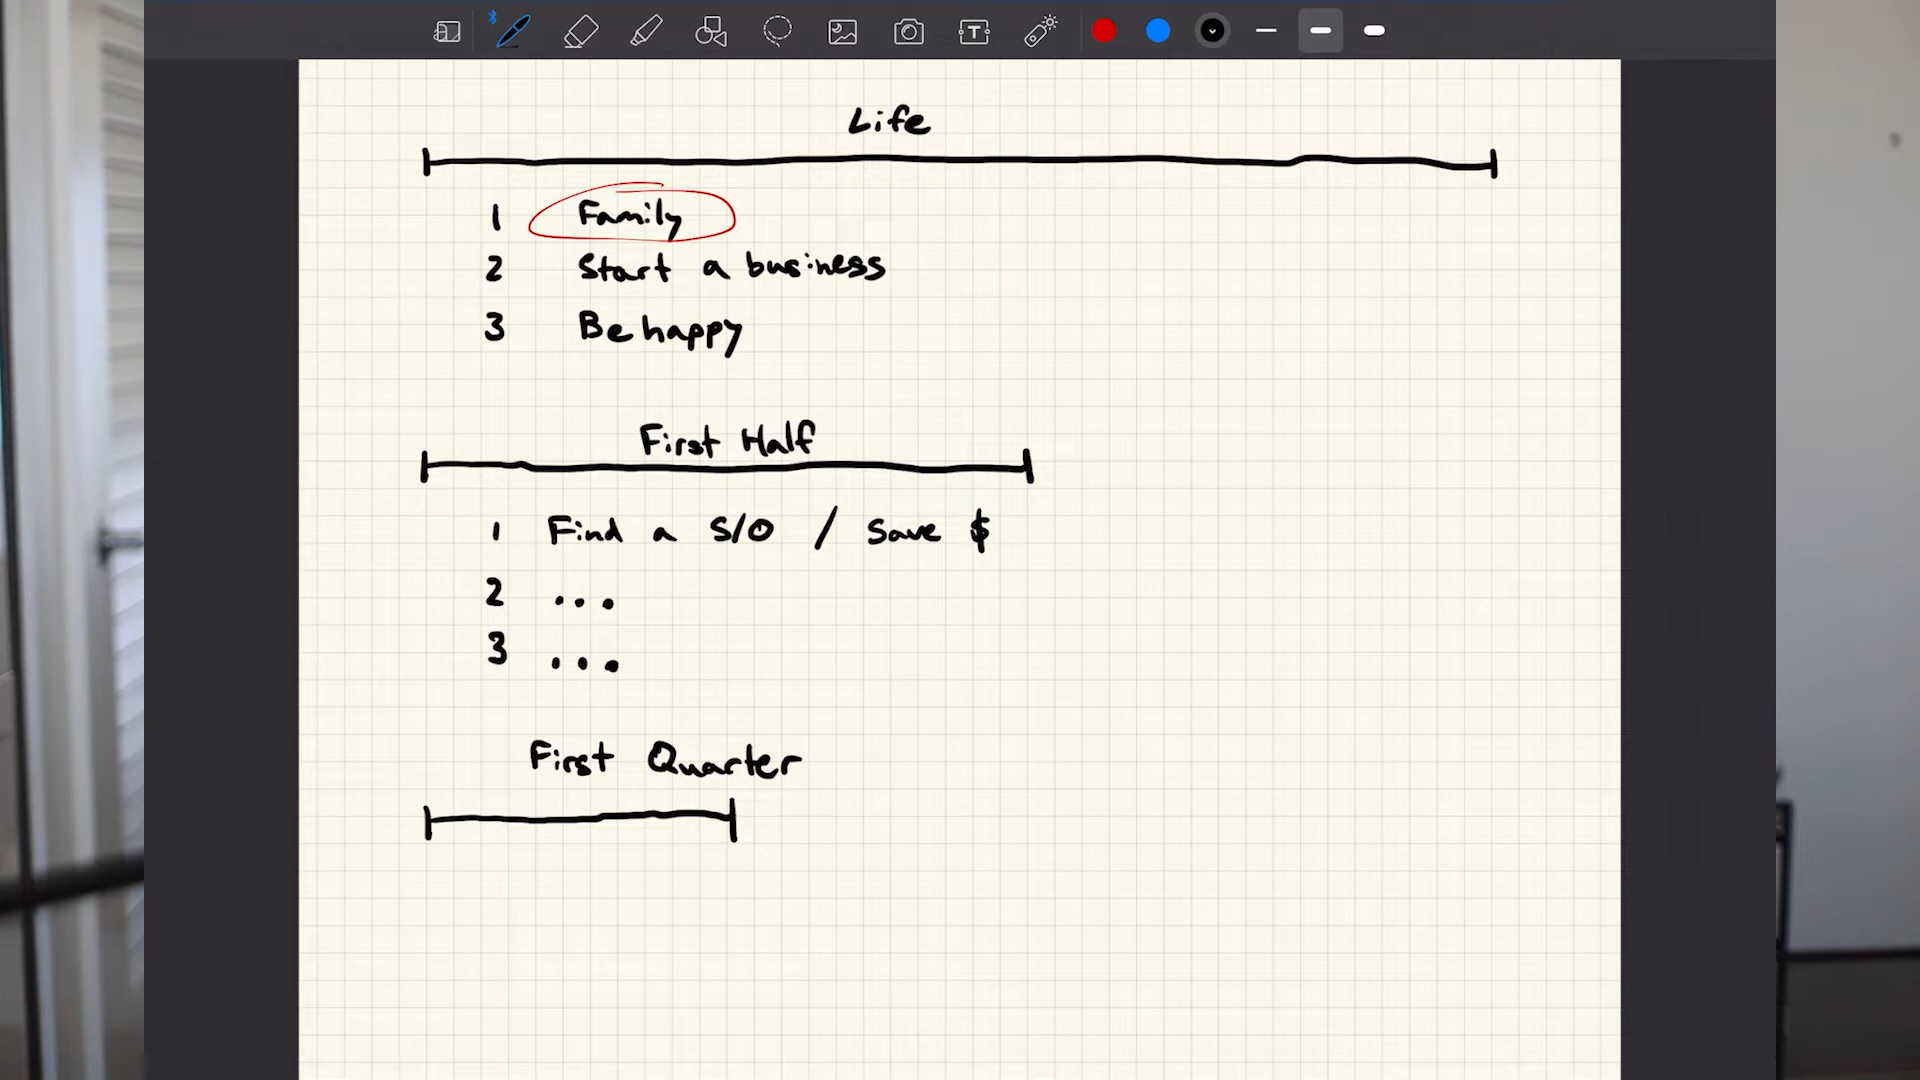 Life
1 Family
2 Start a business
3 Be happy
First Half
1 Find a S/O / Save $
2 ...
3 ...
First Quarter